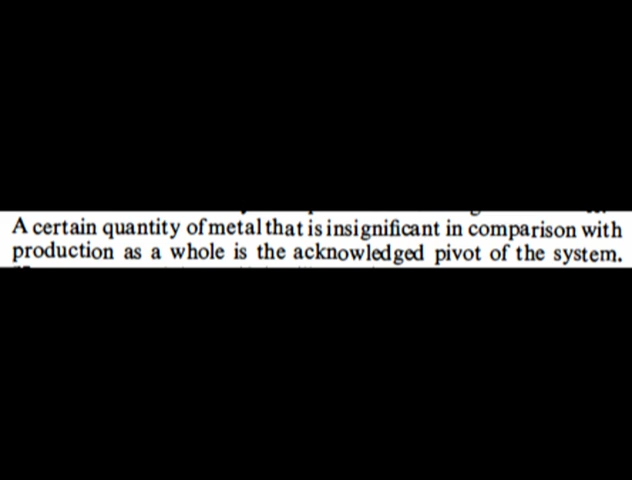 A certain quantity of metal that is insignificant in comparison with
production as a whole is the acknowledged pivot of the system.